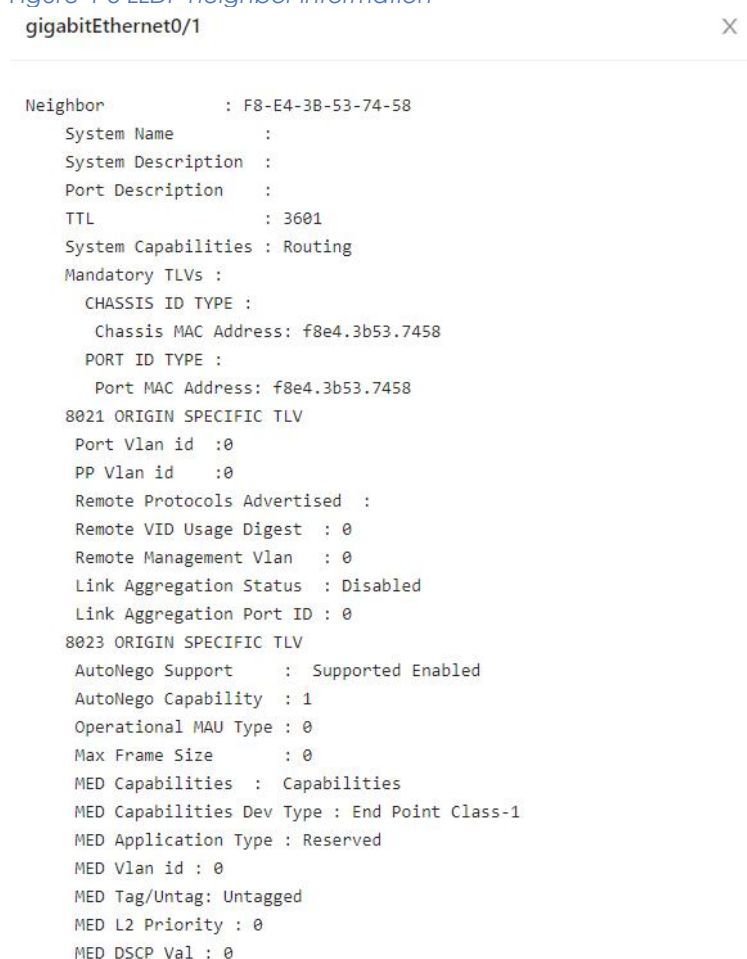 Figure 4-3 LLDP neighbor information
gigabitEthernet0/1 X
Neighbor : F8-E4-3B-53-74-58
System Name :
System Description :
Port Description :
TTL : 3601
System Capabilities : Routing
Mandatory TLVs :
CHASSIS ID TYPE :
Chassis MAC Address: f8e4.3b53.7458
PORT ID TYPE :
Port MAC Address: f8e4.3b53.7458
8021 ORIGIN SPECIFIC TLV
Port Vlan id :0
PP Vlan id :0
Remote Protocols Advertised :
Remote VID Usage Digest : 0
Remote Management Vlan : 0
Link Aggregation Status : Disabled
Link Aggregation Port ID : 0
8023 ORIGIN SPECIFIC TLV
AutoNego Support : Supported Enabled
AutoNego Capability : 1
Operational MAU Type : 0
Max Frame Size : 0
MED Capabilities : Capabilities
MED Capabilities Dev Type : End Point Class-1
MED Application Type : Reserved
MED Vlan id : 0
MED Tag/Untag: Untagged
MED L2 Priority : 0
MED DSCP Val : 0